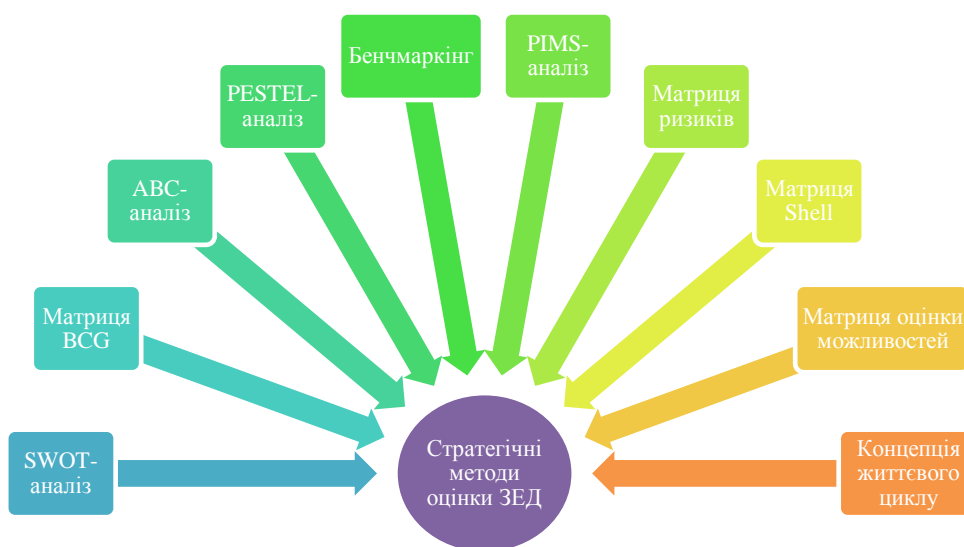 SWOT-
аналіз
Матриця
BCG
ABC-
аналіз
PESTEL-
аналіз
Бенчмаркінг
PIMS-
аналіз
Матриця
ризиків
Матриця
Shell
Матриця оцінки
можливостей
Концепція
життєвого
циклу
Стратегічні
методи
оцінки ЗЕД